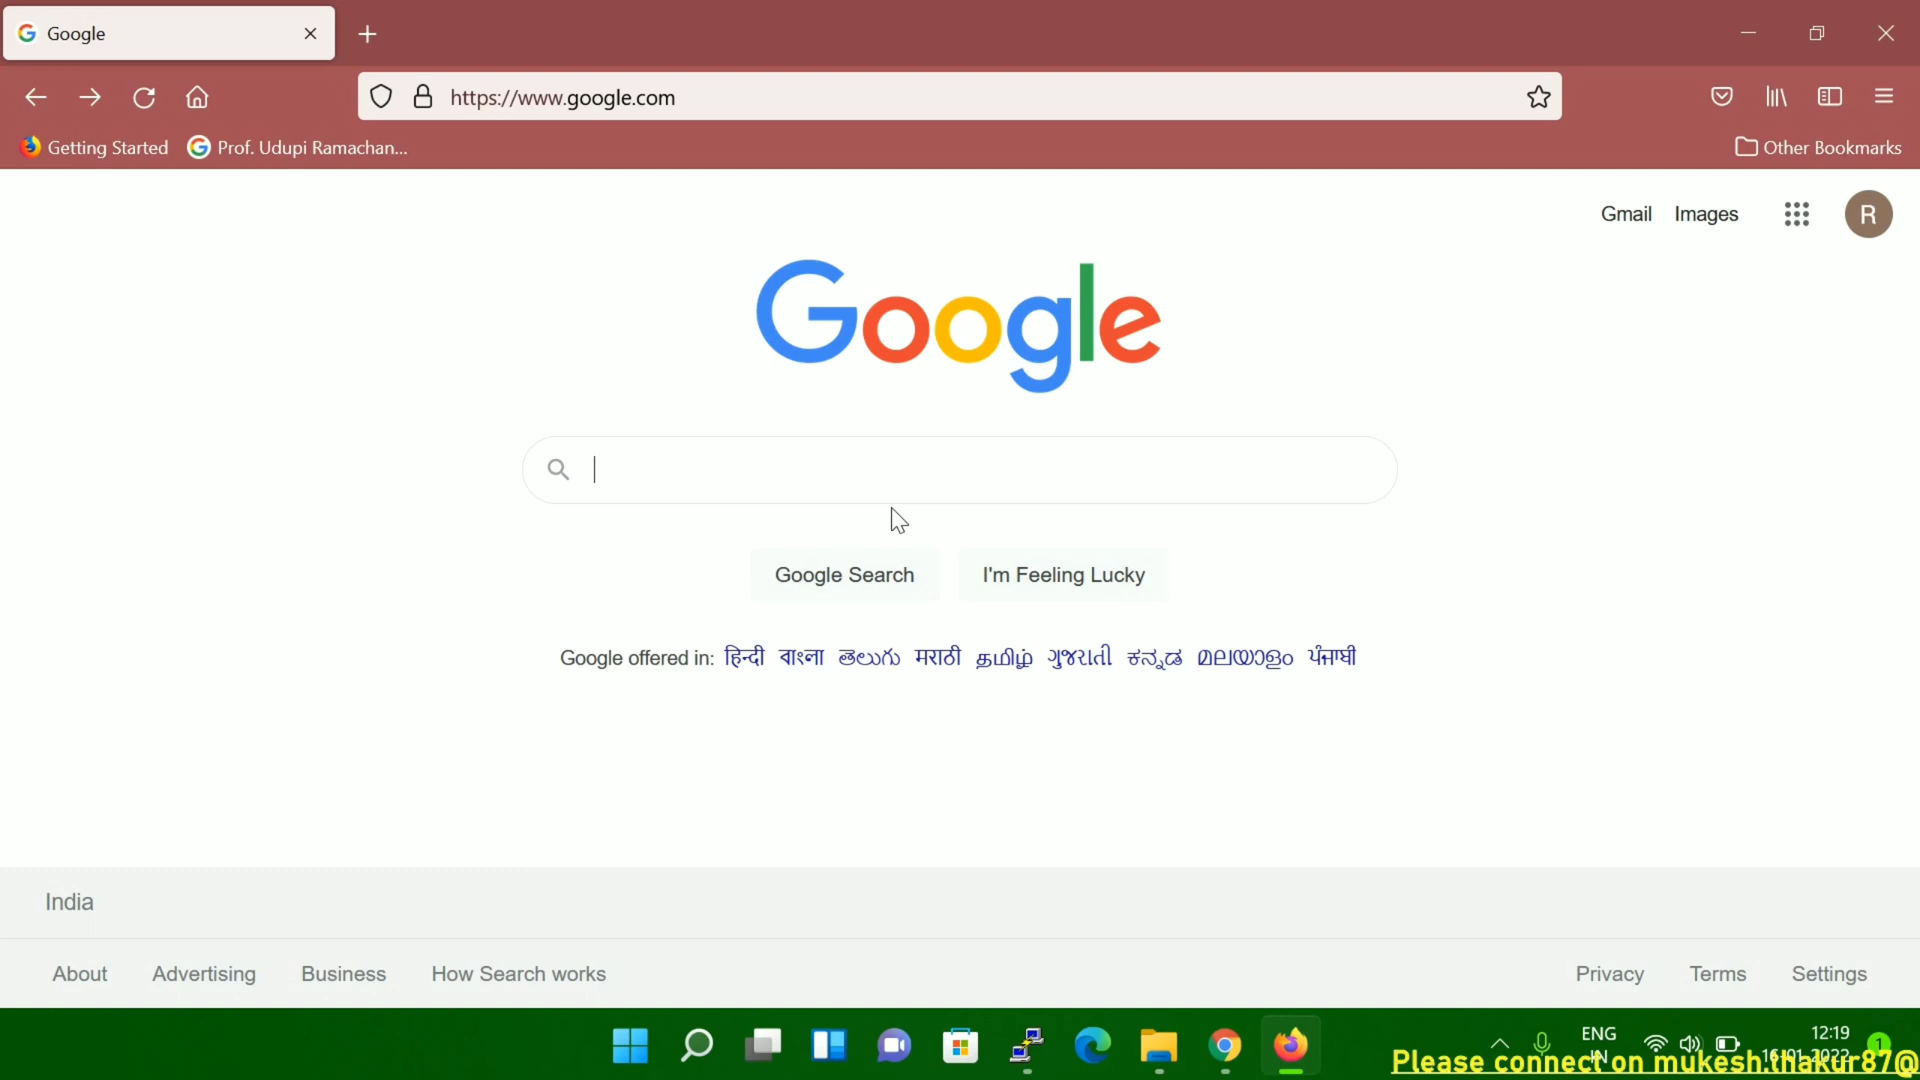 Google
https://www.google.com
Getting Started Prof. Udupi Ramachan... Other Bookmarks
Gmail Images R
Google
Google Search I'm Feeling Lucky
Google offered in: हिन्दी বাংলা తెలుగు मराठी தமிழ் ગુજરાતી ಕನ್ನಡ മലയാളം ਪੰਜਾਬੀ
India
About Advertising Business How Search works Privacy Terms Settings
ENG 12:19 1
IN 16-01-2022
Please connect on mukesh.thakur87@